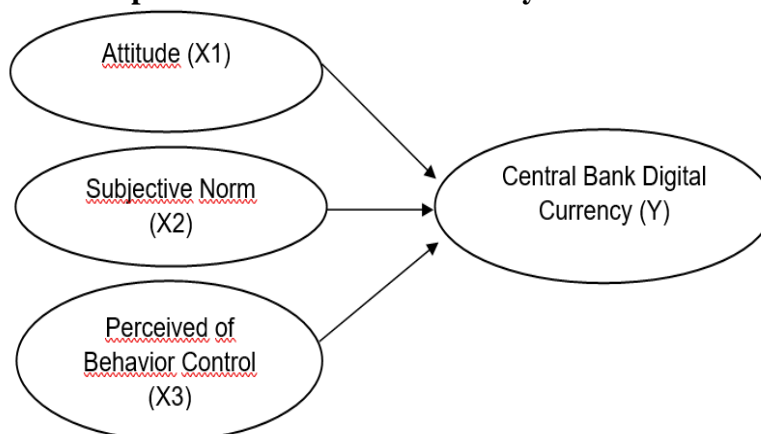 Attitude (X1)
Subjective Norm
(X2)
Perceived of
Behavior Control
(X3)
Central Bank Digital
Currency (Y)